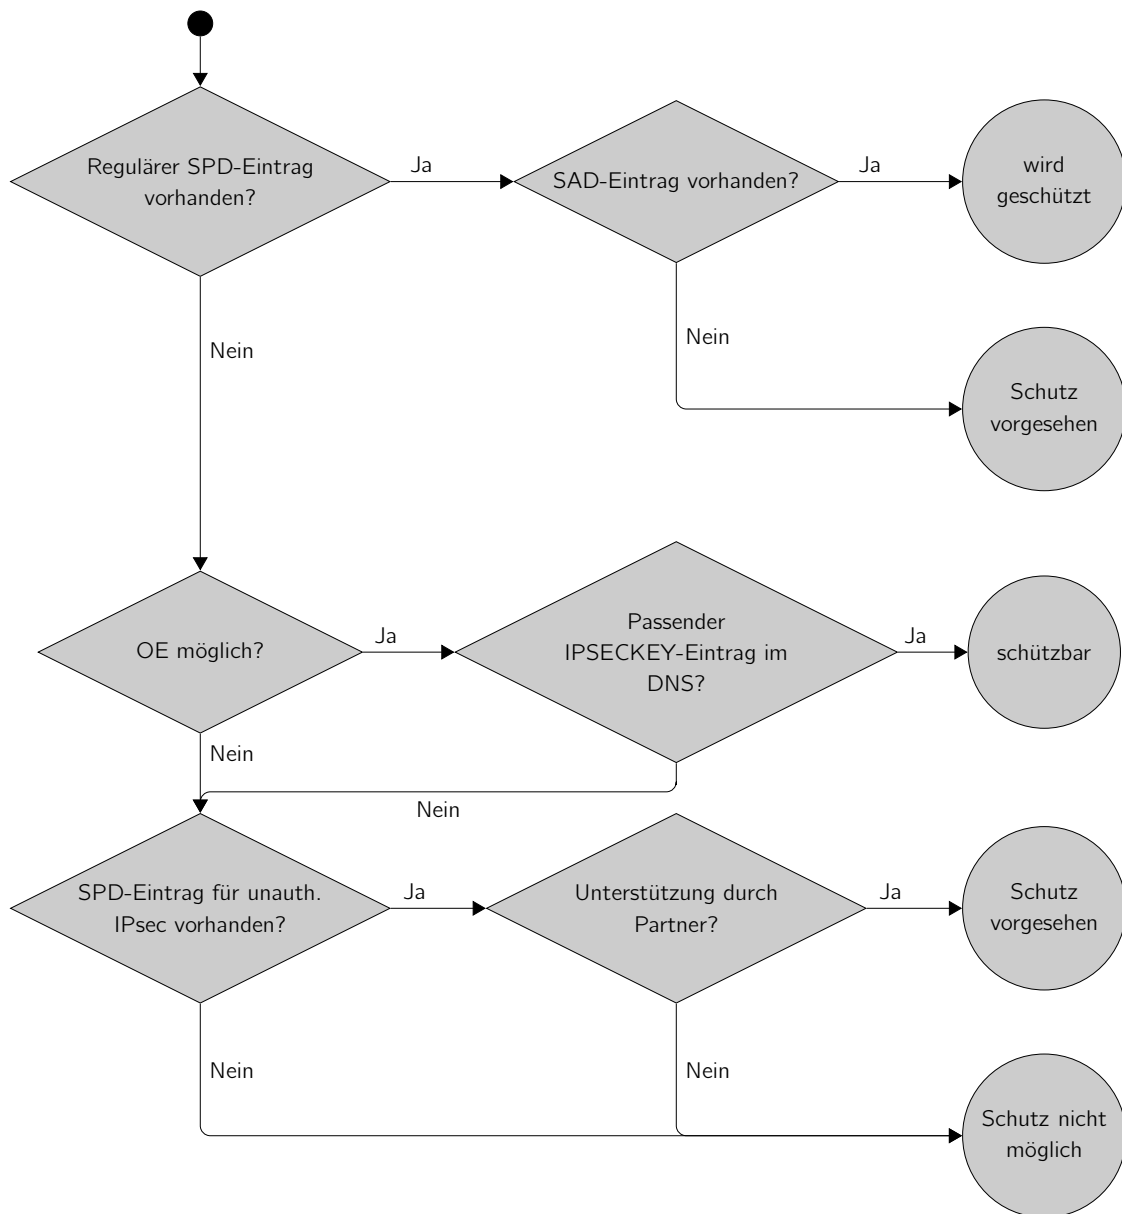 Regulärer SPD-Eintrag
vorhanden?
Ja
SAD-Eintrag vorhanden?
Ja
wird
geschützt
Nein
Nein
Schutz
vorgesehen
OE möglich?
Ja
Passender
IPSECKEY-Eintrag im
DNS?
Ja
schützbar
Nein
Nein
SPD-Eintrag für unauth.
IPsec vorhanden?
Ja
Unterstützung durch
Partner?
Ja
Schutz
vorgesehen
Nein
Nein
Schutz nicht
möglich